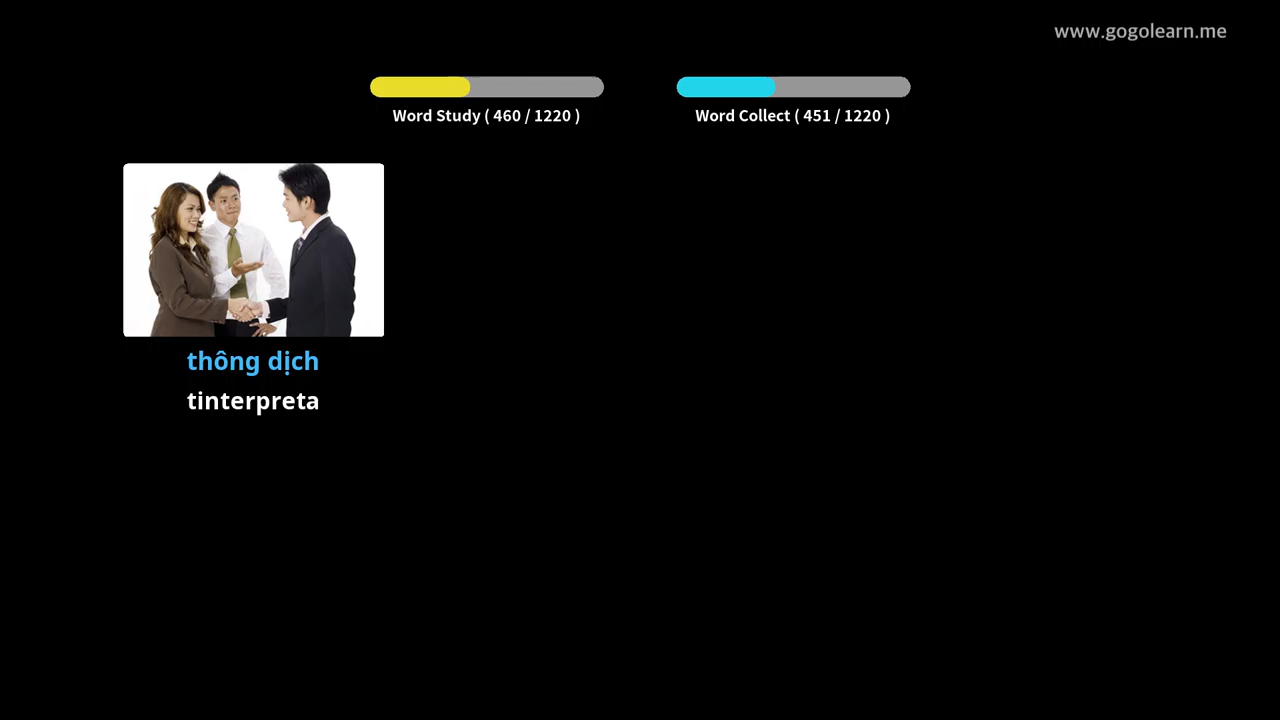 www.gogolearn.me
Word Study ( 460 / 1220 )
Word Collect ( 451 / 1220 )
thông dịch
tinterpreta